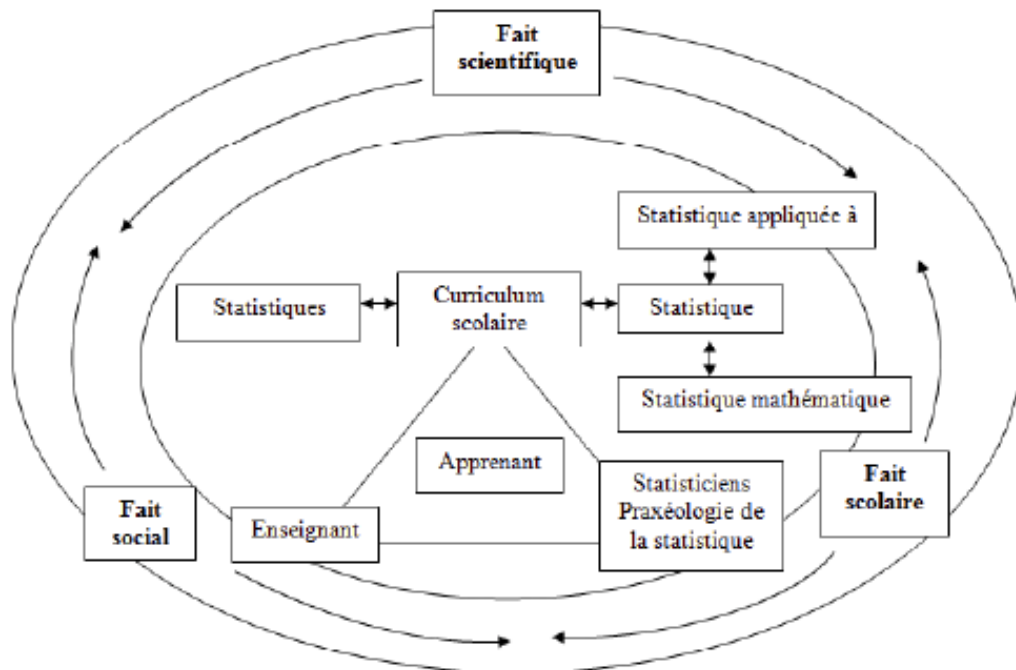 Fait
scientifique
Statistique appliquée à
Statistiques
Curriculum
scolaire
Statistique
Statistique mathématique
Apprenant
Fait
social
Enseignant
Statisticiens
Praxéologie de
la statistique
Fait
scolaire